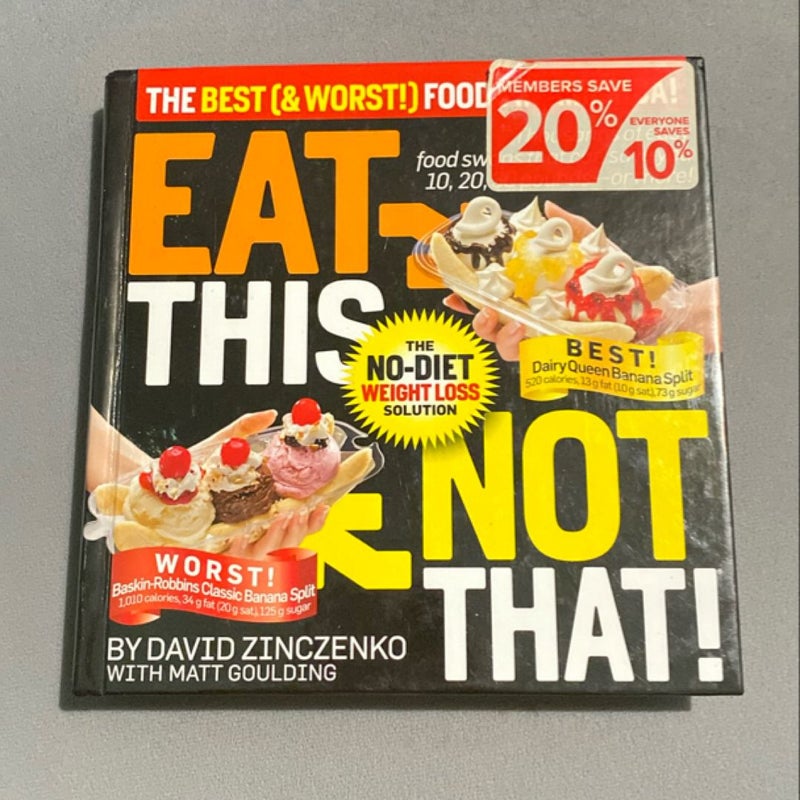 THE BEST (& WORST!) FOOD A!
MEMBERS SAVE
20%
EVERYONE
SAVES
10%
EAT
food sw
10, 20, or more!
THIS
THE
NO-DIET
WEIGHT LOSS
SOLUTION
BEST!
Dairy Queen Banana Split
520 calories, 13 g fat (10 g sat), 73 g sugar
NOT
THAT!
WORST!
Baskin-Robbins Classic Banana Split
1,010 calories, 34 g fat (20 g sat), 125 g sugar
BY DAVID ZINCZENKO
WITH MATT GOULDING